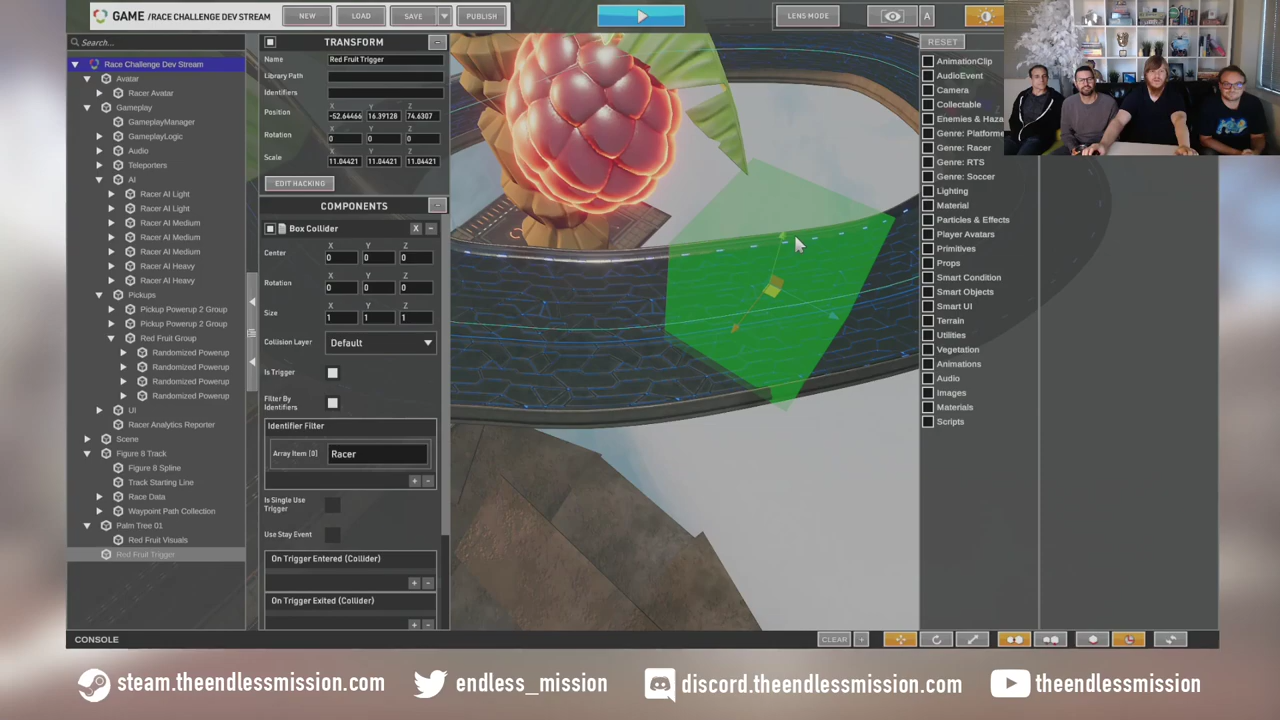 GAME /RACE CHALLENGE DEV STREAM
NEW
LOAD
SAVE
PUBLISH
LENS MODE
A
Search...
Race Challenge Dev Stream
Avatar
Racer Avatar
Gameplay
GameplayManager
GameplayLogic
Audio
Teleporters
AI
Racer AI Light
Racer AI Light
Racer AI Medium
Racer AI Medium
Racer AI Medium
Racer AI Heavy
Racer AI Heavy
Pickups
Pickup Powerup 2 Group
Pickup Powerup 2 Group
Red Fruit Group
Randomized Powerup
Randomized Powerup
Randomized Powerup
Randomized Powerup
UI
Racer Analytics Reporter
Scene
Figure 8 Track
Figure 8 Spline
Track Starting Line
Race Data
Waypoint Path Collection
Palm Tree 01
Red Fruit Visuals
Red Fruit Trigger
TRANSFORM
Name Red Fruit Trigger
Library Path
Identifiers
X Y Z
Position -52.64466 16.39128 74.6307
X Y Z
Rotation 0 0 0
X Y Z
Scale 11.04421 11.04421 11.04421
EDIT HACKING
COMPONENTS
Box Collider X
X Y Z
Center 0 0 0
X Y Z
Rotation 0 0 0
X Y Z
Size 1 1 1
Collision Layer Default
Is Trigger
Filter By
Identifiers
Identifier Filter
Array Item [0] Racer
+ -
Is Single Use
Trigger
Use Stay Event
On Trigger Entered (Collider)
+ -
On Trigger Exited (Collider)
+ -
RESET
AnimationClip
AudioEvent
Camera
Collectable
Enemies & Haza
Genre: Platforme
Genre: Racer
Genre: RTS
Genre: Soccer
Lighting
Material
Particles & Effects
Player Avatars
Primitives
Props
Smart Condition
Smart Objects
Smart UI
Terrain
Utilities
Vegetation
Animations
Audio
Images
Materials
Scripts
CONSOLE
CLEAR
+
steam.theendlessmission.com
endless_mission
discord.theendlessmission.com
theendlessmission